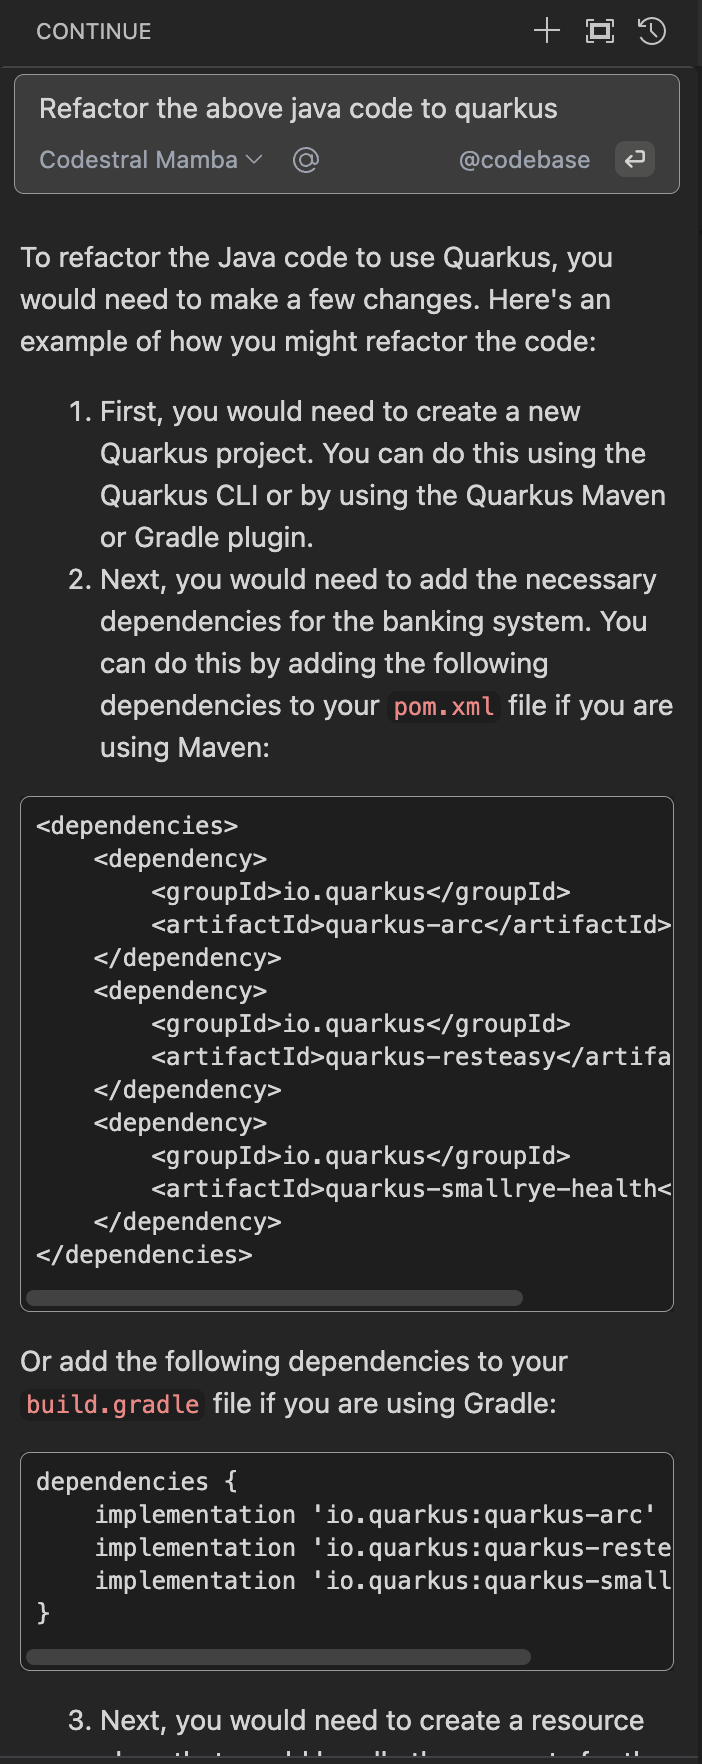 CONTINUE
Refactor the above java code to quarkus
Codestral Mamba @codebase
To refactor the Java code to use Quarkus, you
would need to make a few changes. Here's an
example of how you might refactor the code:
1. First, you would need to create a new
Quarkus project. You can do this using the
Quarkus CLI or by using the Quarkus Maven
or Gradle plugin.
2. Next, you would need to add the necessary
dependencies for the banking system. You
can do this by adding the following
dependencies to your pom.xml file if you are
using Maven:
<dependencies>
    <dependency>
        <groupId>io.quarkus</groupId>
        <artifactId>quarkus-arc</artifactId>
    </dependency>
    <dependency>
        <groupId>io.quarkus</groupId>
        <artifactId>quarkus-resteasy</artifa
    </dependency>
    <dependency>
        <groupId>io.quarkus</groupId>
        <artifactId>quarkus-smallrye-health<
    </dependency>
</dependencies>
Or add the following dependencies to your
build.gradle file if you are using Gradle:
dependencies {
    implementation 'io.quarkus:quarkus-arc'
    implementation 'io.quarkus:quarkus-reste
    implementation 'io.quarkus:quarkus-small
}
3. Next, you would need to create a resource